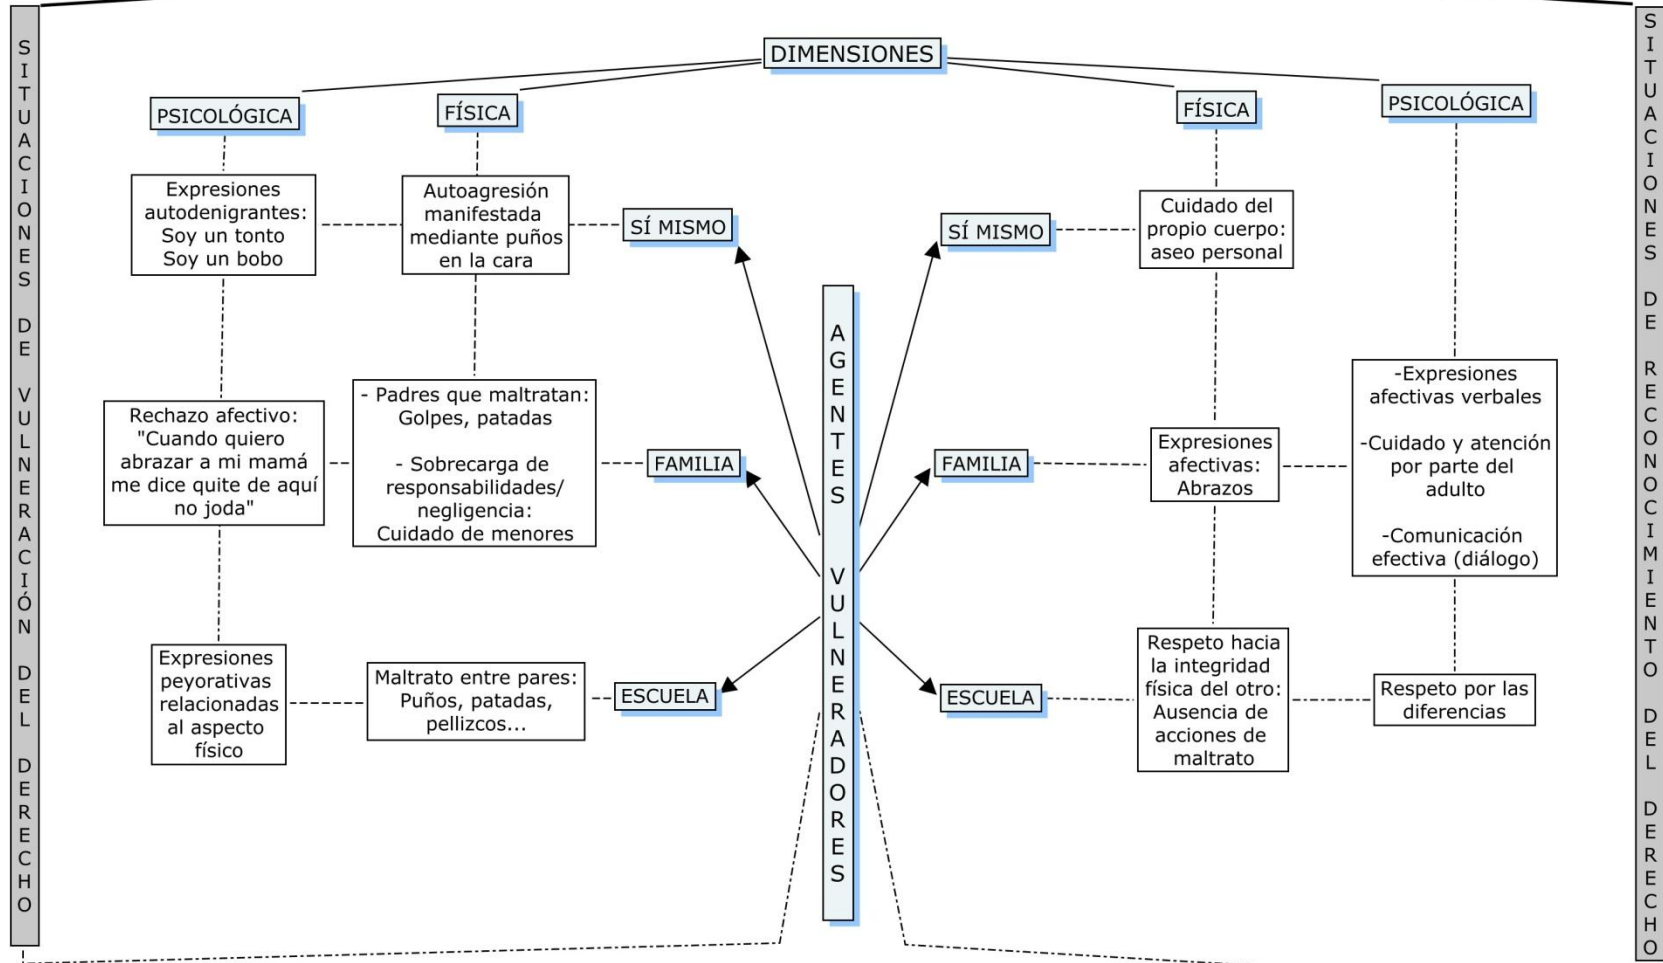 SITUACIONES DE VULNERACIÓN DEL DERECHO
DIMENSIONES
PSICOLÓGICA
FÍSICA
FÍSICA
PSICOLÓGICA
Expresiones
autodenigrantes:
Soy un tonto
Soy un bobo
Autoagresión
manifestada
mediante puños
en la cara
SÍ MISMO
SÍ MISMO
Cuidado del
propio cuerpo:
aseo personal
AGENTES VULNERADORES
Rechazo afectivo:
"Cuando quiero
abrazar a mi mamá
me dice quite de aquí
no joda"
- Padres que maltratan:
Golpes, patadas
- Sobrecarga de
responsabilidades/
negligencia:
Cuidado de menores
FAMILIA
FAMILIA
Expresiones
afectivas:
Abrazos
-Expresiones
afectivas verbales
-Cuidado y atención
por parte del
adulto
-Comunicación
efectiva (diálogo)
Expresiones
peyorativas
relacionadas
al aspecto
físico
Maltrato entre pares:
Puños, patadas,
pellizcos...
ESCUELA
ESCUELA
Respeto hacia
la integridad
física del otro:
Ausencia de
acciones de
maltrato
Respeto por las
diferencias
SITUACIONES DE RECONOCIMIENTO DEL DERECHO